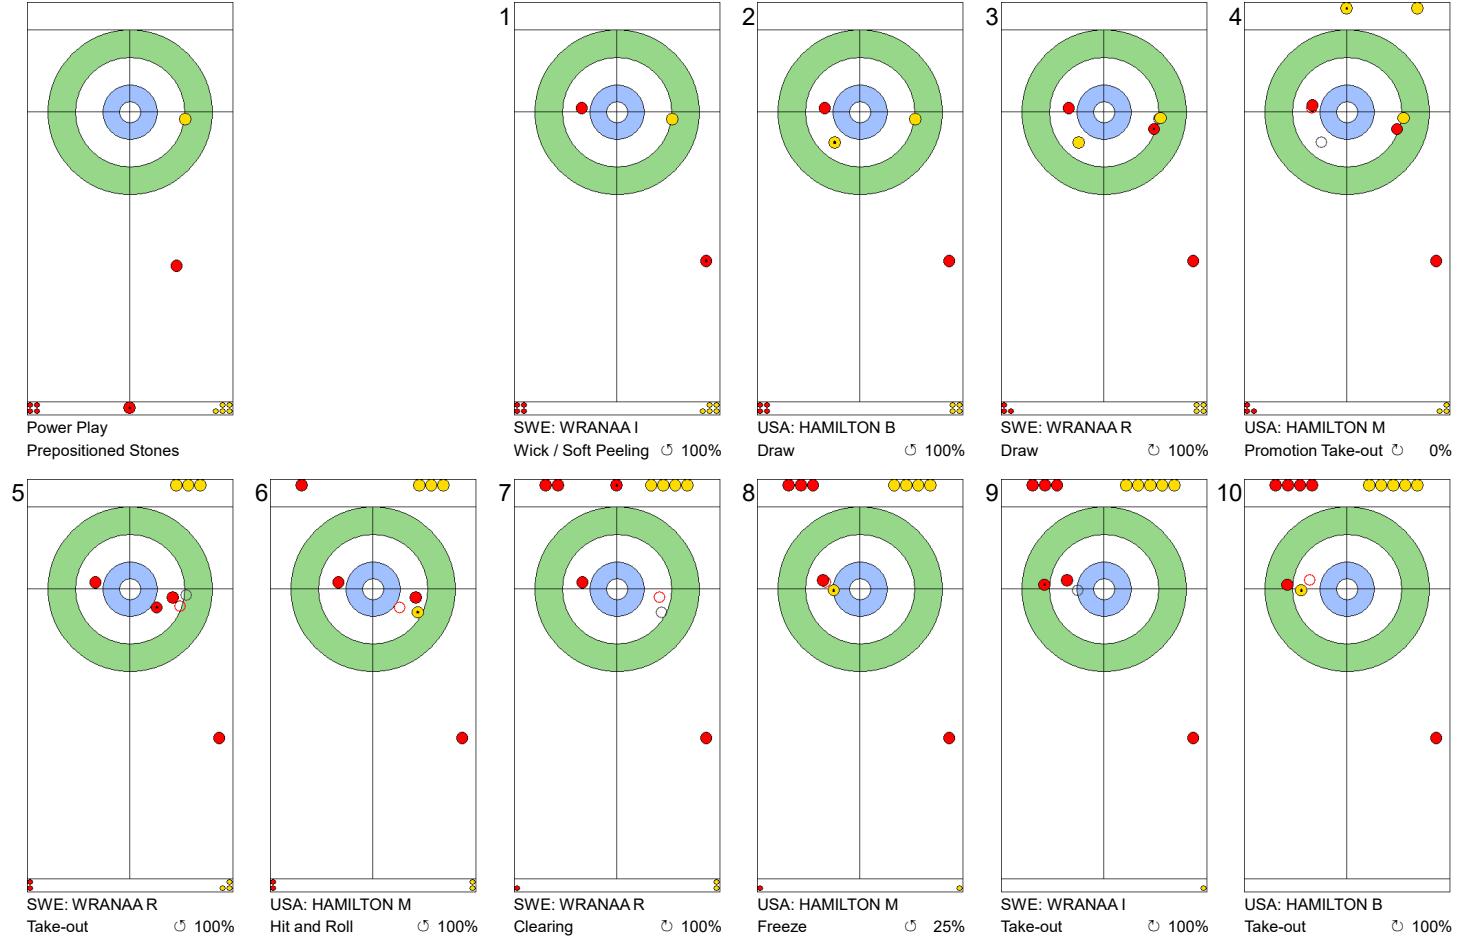 Power Play
Prepositioned Stones
1
SWE: WRANAA I
Wick / Soft Peeling ↺ 100%
2
USA: HAMILTON B
Draw ↺ 100%
3
SWE: WRANAA R
Draw ↻ 100%
4
USA: HAMILTON M
Promotion Take-out ↻ 0%
5
SWE: WRANAA R
Take-out ↺ 100%
6
USA: HAMILTON M
Hit and Roll ↺ 100%
7
SWE: WRANAA R
Clearing ↻ 100%
8
USA: HAMILTON M
Freeze ↺ 25%
9
SWE: WRANAA I
Take-out ↻ 100%
10
USA: HAMILTON B
Take-out ↻ 100%